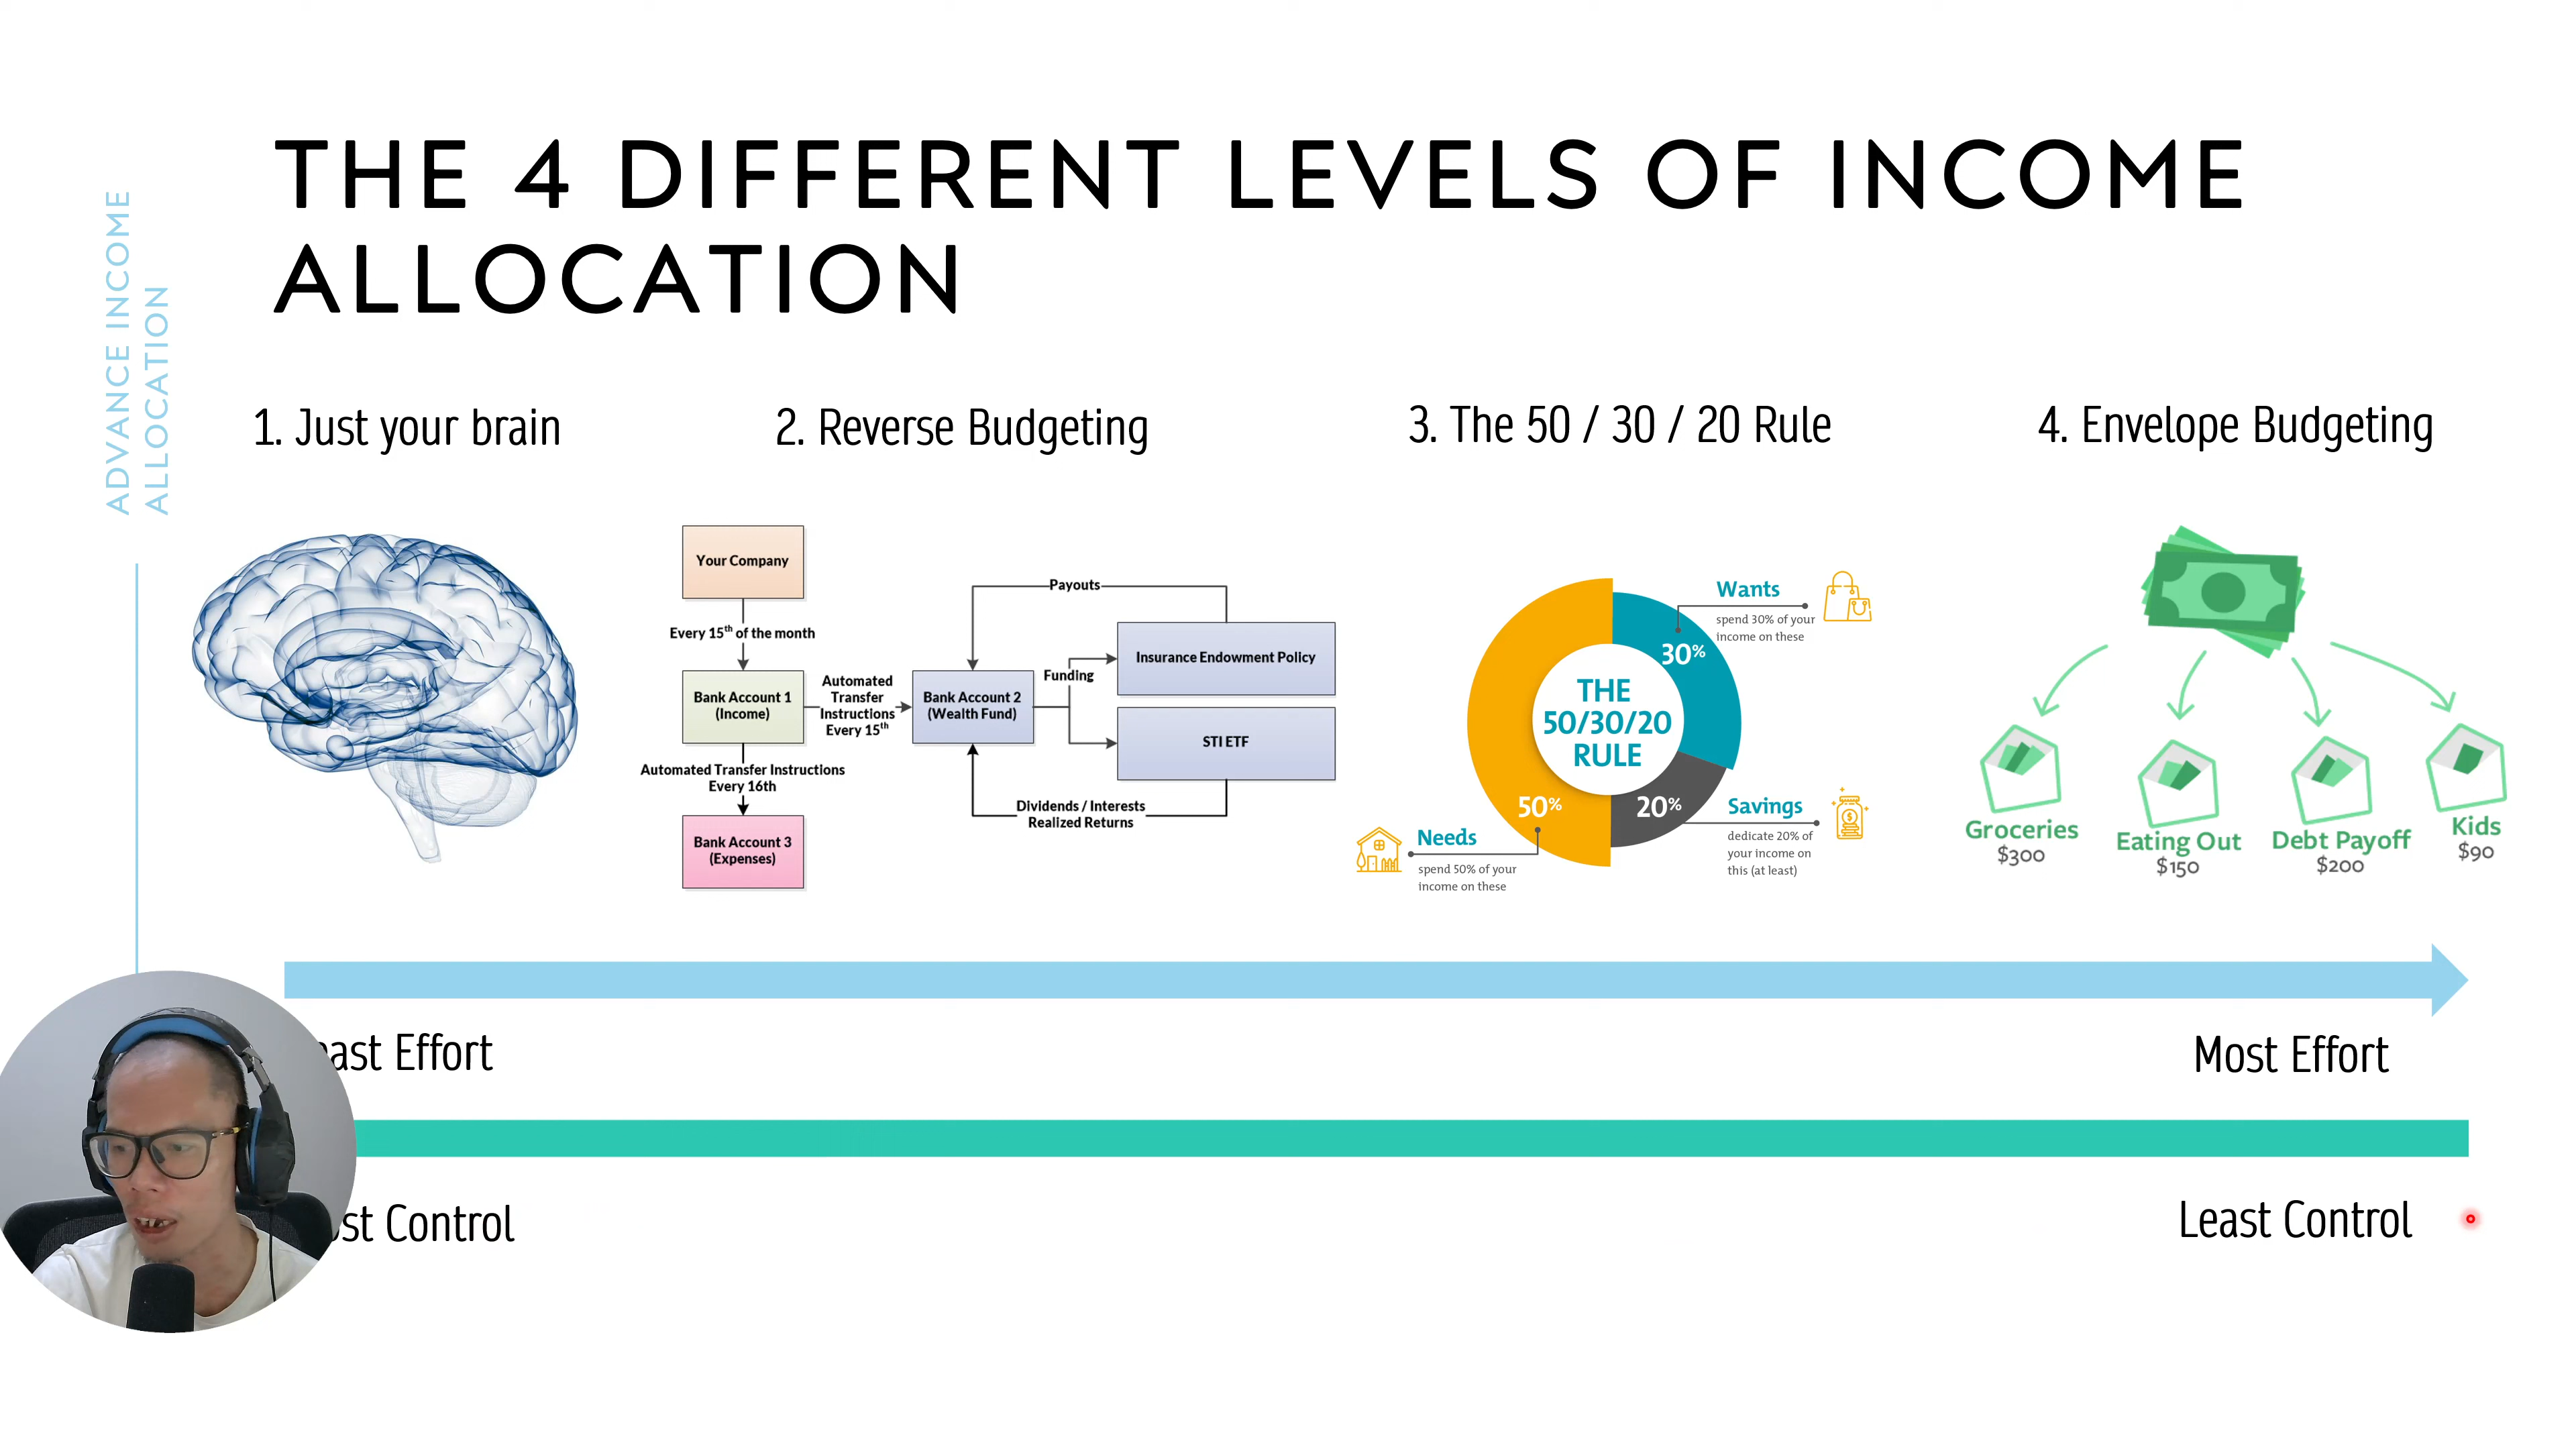 THE 4 DIFFERENT LEVELS OF INCOME
ALLOCATION
ADVANCE INCOME
ALLOCATION
1. Just your brain
2. Reverse Budgeting
3. The 50 / 30 / 20 Rule
4. Envelope Budgeting
Your Company
Every 15th of the month
Bank Account 1
(Income)
Automated
Transfer
Instructions
Every 15th
Bank Account 2
(Wealth Fund)
Payouts
Funding
Insurance Endowment Policy
STI ETF
Dividends / Interests
Realized Returns
Automated Transfer Instructions
Every 16th
Bank Account 3
(Expenses)
Wants
spend 30% of your
income on these
30%
THE
50/30/20
RULE
50%
20%
Needs
spend 50% of your
income on these
Savings
dedicate 20% of
your income on
this (at least)
Groceries
$300
Eating Out
$150
Debt Payoff
$200
Kids
$90
Effort
Most Effort
Control
Least Control